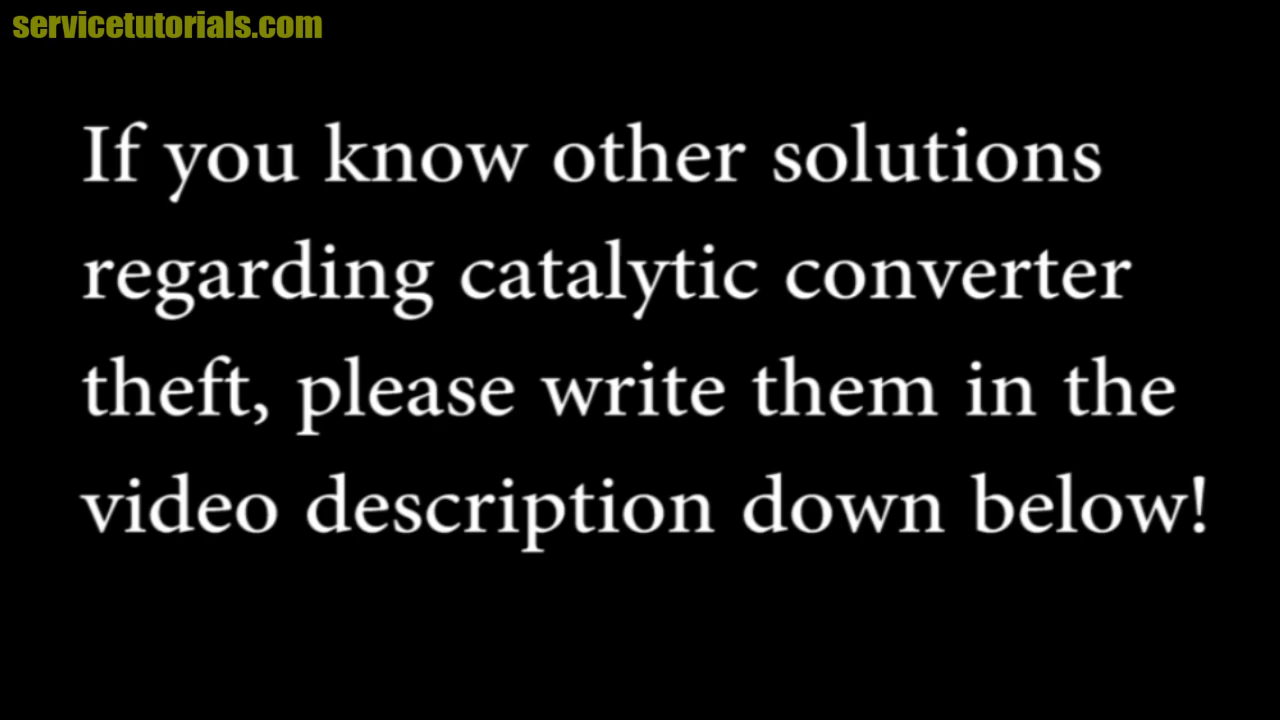 servicetutorials.com
If you know other solutions
regarding catalytic converter
theft, please write them in the
video description down below!